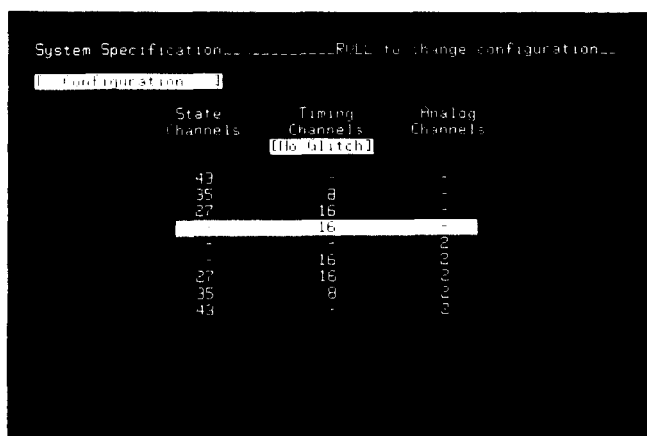 System Specification__ __________ROLL to change configuration__
[ Configuration ]
State Timing Analog
Channels Channels Channels
[No Glitch]
43 - -
35 8 -
27 16 -
- 16 -
- - 2
- 16 2
27 16 2
35 8 2
43 - 2